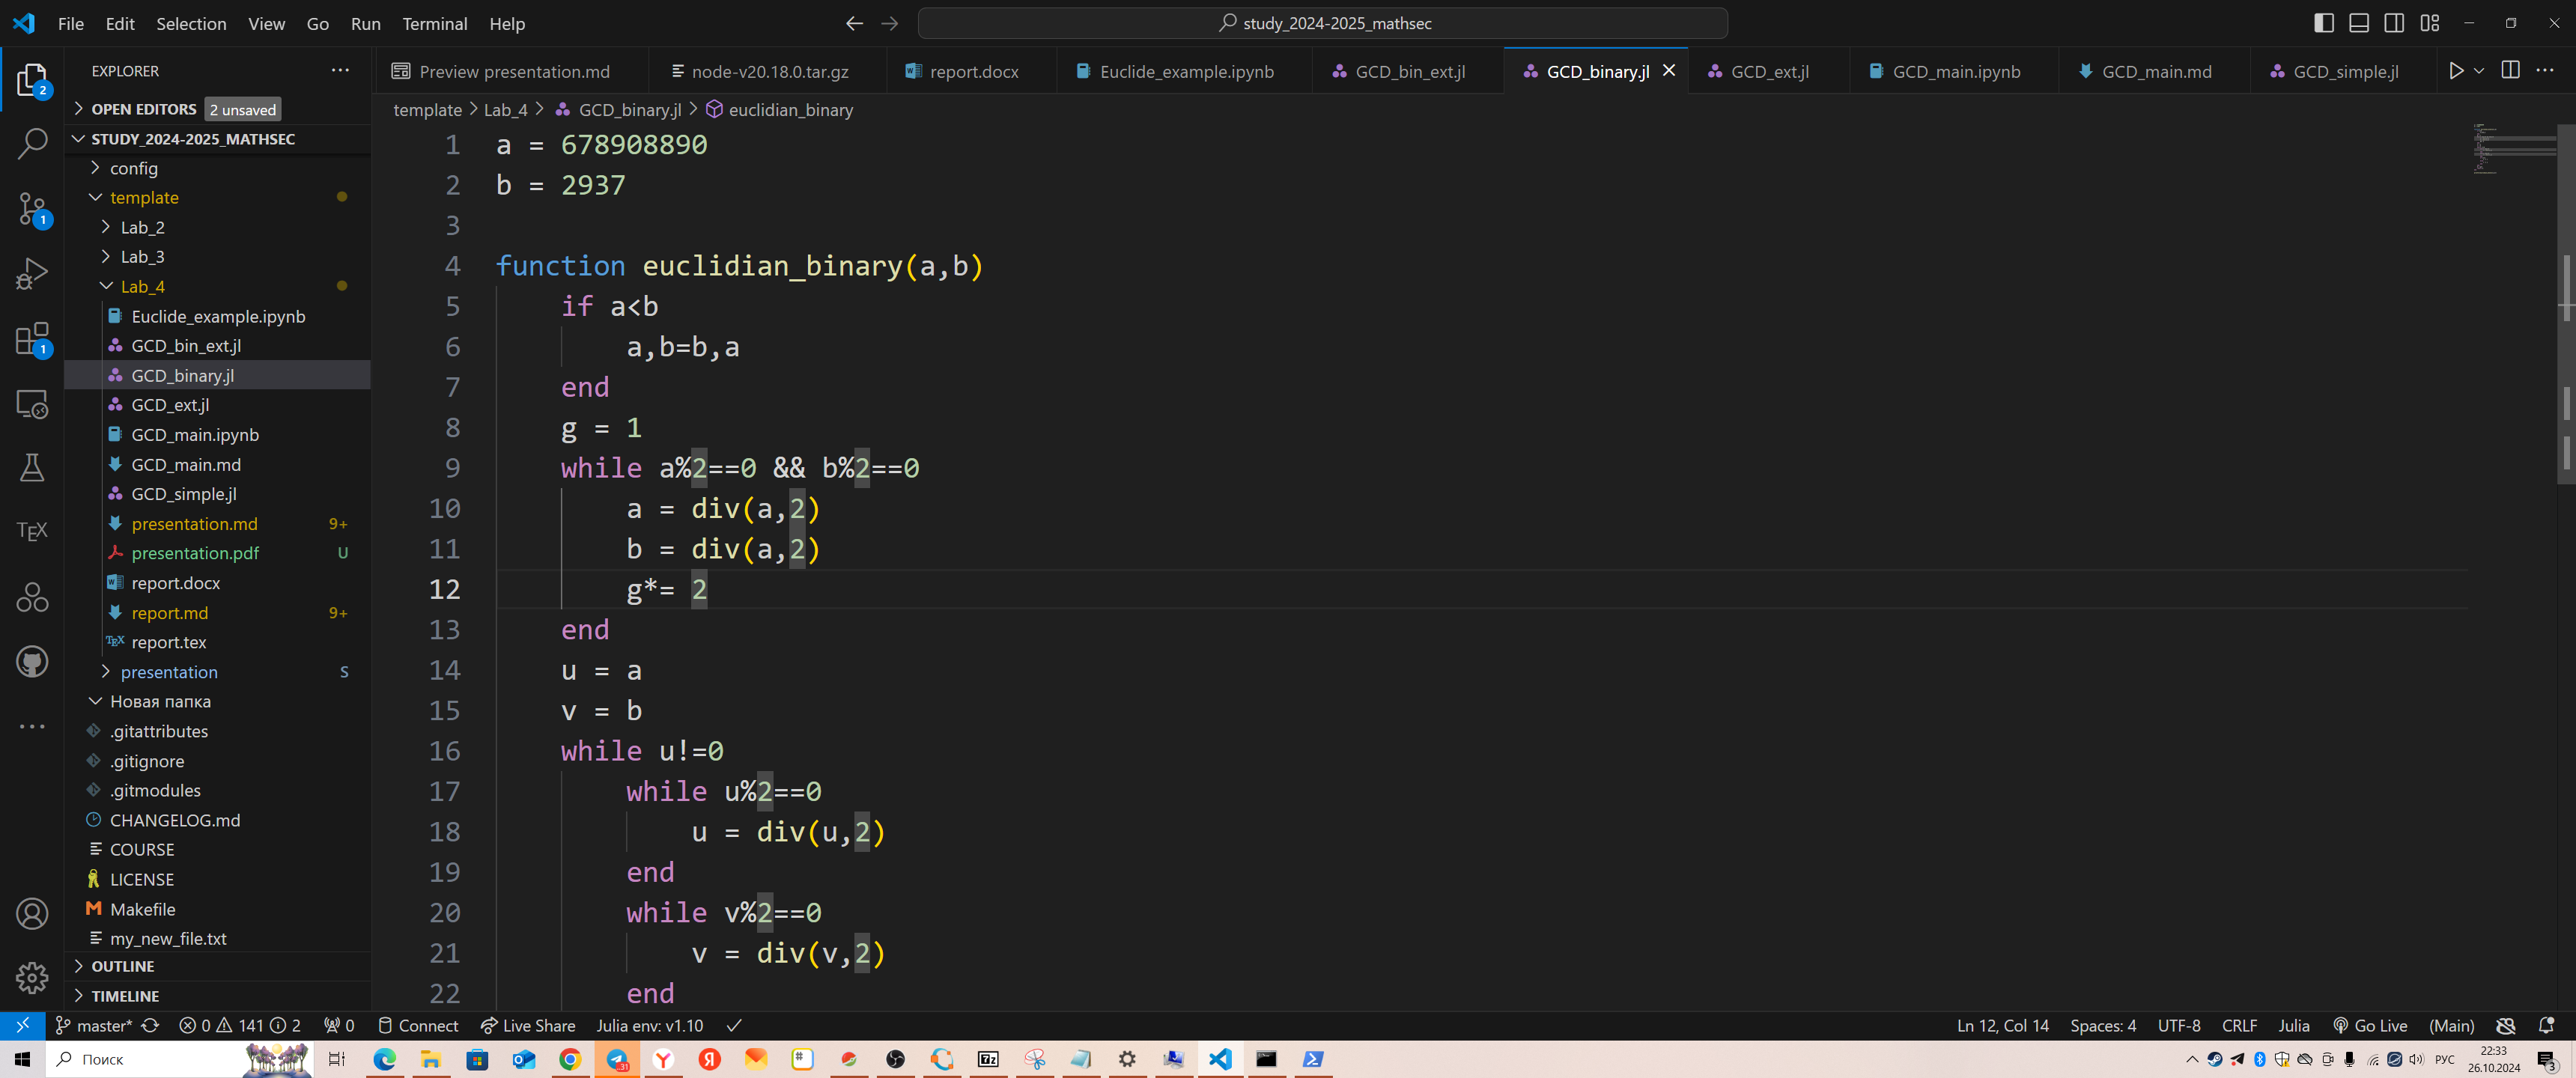 File Edit Selection View Go Run Terminal Help
study_2024-2025_mathsec
EXPLORER
OPEN EDITORS 2 unsaved
STUDY_2024-2025_MATHSEC
config
template
Lab_2
Lab_3
Lab_4
Euclide_example.ipynb
GCD_bin_ext.jl
GCD_binary.jl
GCD_ext.jl
GCD_main.ipynb
GCD_main.md
GCD_simple.jl
presentation.md 9+
presentation.pdf U
report.docx
report.md 9+
report.tex
presentation S
Новая папка
.gitattributes
.gitignore
.gitmodules
CHANGELOG.md
COURSE
LICENSE
Makefile
my_new_file.txt
OUTLINE
TIMELINE
Preview presentation.md node-v20.18.0.tar.gz report.docx Euclide_example.ipynb GCD_bin_ext.jl GCD_binary.jl GCD_ext.jl GCD_main.ipynb GCD_main.md GCD_simple.jl
template > Lab_4 > GCD_binary.jl > euclidian_binary
1 a = 678908890
2 b = 2937
3
4 function euclidian_binary(a,b)
5 if a<b
6 a,b=b,a
7 end
8 g = 1
9 while a%2==0 && b%2==0
10 a = div(a,2)
11 b = div(a,2)
12 g*= 2
13 end
14 u = a
15 v = b
16 while u!=0
17 while u%2==0
18 u = div(u,2)
19 end
20 while v%2==0
21 v = div(v,2)
22 end
master* 0 141 2 0 Connect Live Share Julia env: v1.10 Ln 12, Col 14 Spaces: 4 UTF-8 CRLF Julia Go Live (Main)
Поиск
РУС 22:33
26.10.2024